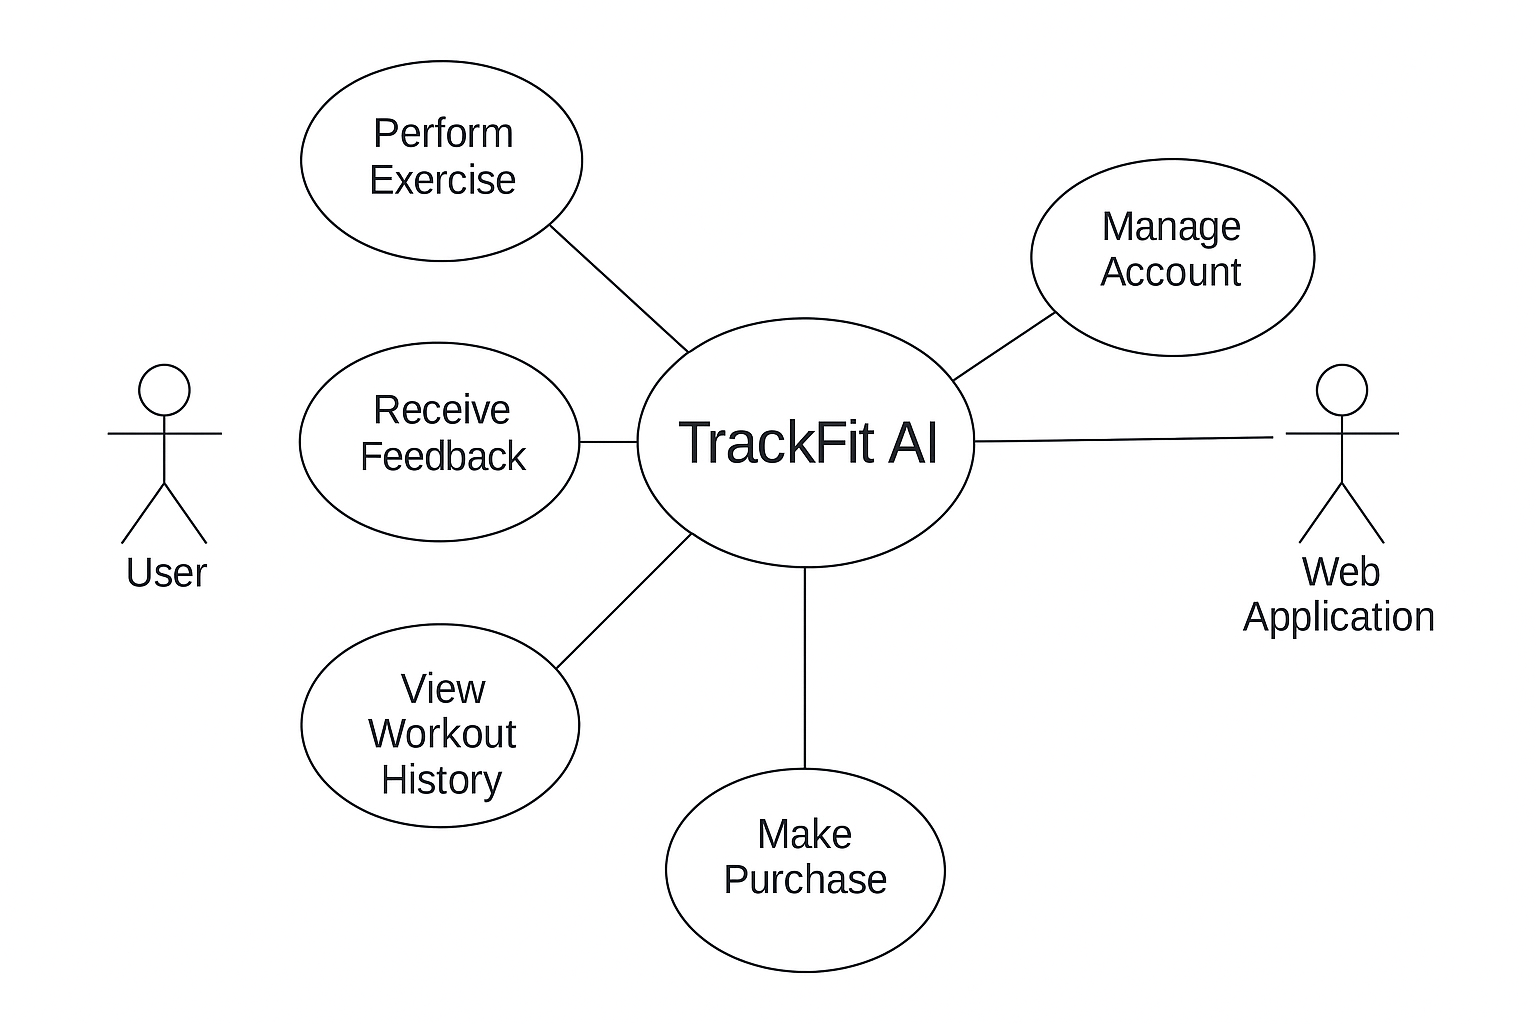 Perform
Exercise
Manage
Account
Receive
Feedback
TrackFit AI
User
Web
Application
View
Workout
History
Make
Purchase